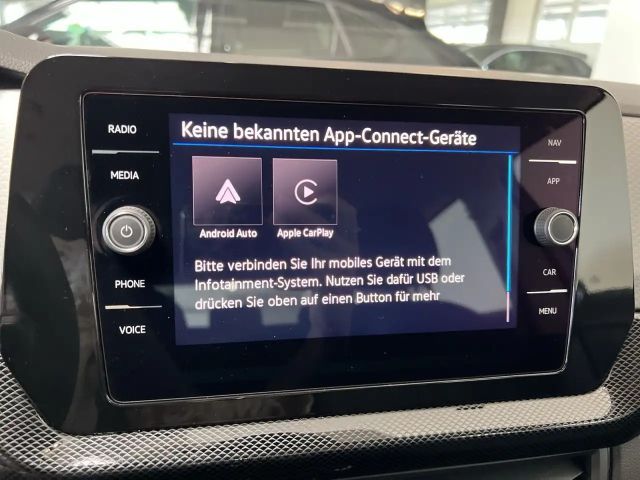 RADIO
MEDIA
PHONE
VOICE
Keine bekannten App-Connect-Geräte
Android Auto
Apple CarPlay
Bitte verbinden Sie Ihr mobiles Gerät mit dem
Infotainment-System. Nutzen Sie dafür USB oder
drücken Sie oben auf einen Button für mehr
NAV
APP
CAR
MENU